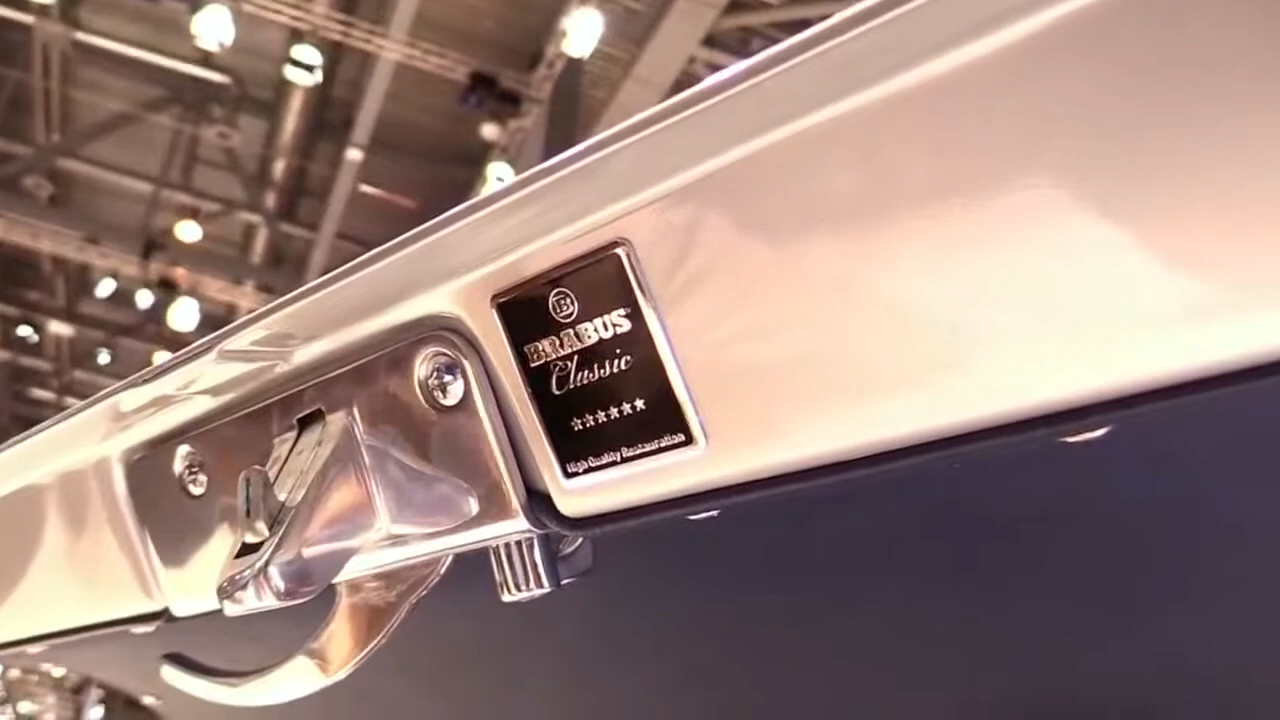 B
BRABUS
Classic
★★★★★★
High Quality Restauration